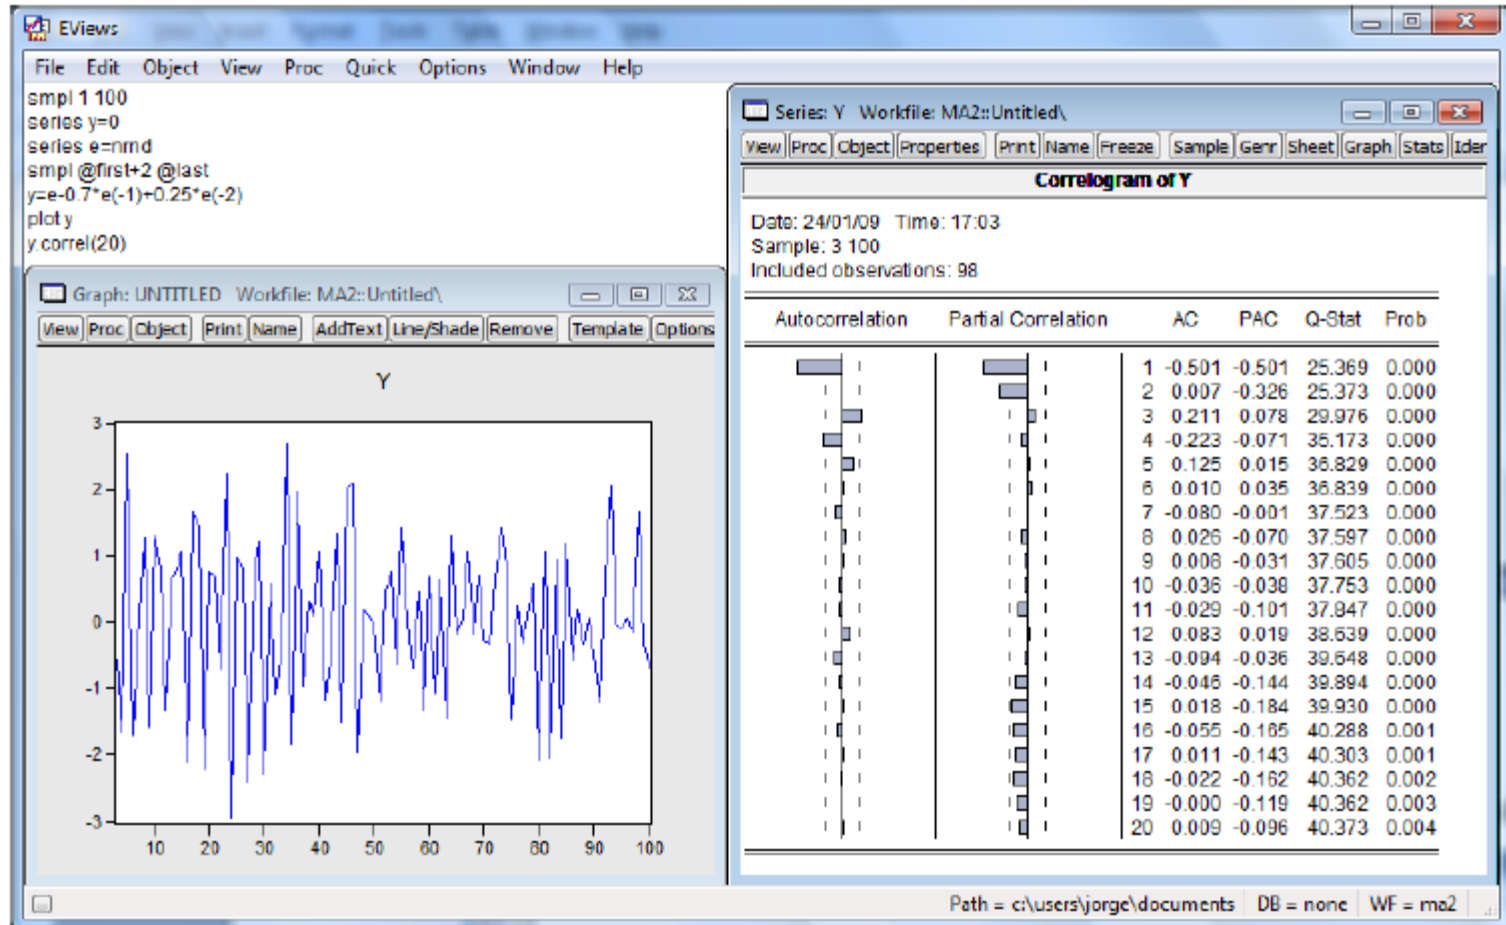 EViews
File Edit Object View Proc Quick Options Window Help
smpl 1 100
series y=0
series e=nrnd
smpl @first+2 @last
y=e-0.7*e(-1)+0.25*e(-2)
plot y
y.correl(20)
Graph: UNTITLED Workfile: MA2::Untitled\
View Proc Object Print Name AddText Line/Shade Remove Template Options
Y
3
2
1
0
-1
-2
-3
10 20 30 40 50 60 70 80 90 100
Series: Y Workfile: MA2::Untitled\
View Proc Object Properties Print Name Freeze Sample Genr Sheet Graph Stats Iden
Correlogram of Y
Date: 24/01/09 Time: 17:03
Sample: 3 100
Included observations: 98
Autocorrelation Partial Correlation AC PAC Q-Stat Prob
1 -0.501 -0.501 25.369 0.000
2 0.007 -0.326 25.373 0.000
3 0.211 0.078 29.976 0.000
4 -0.223 -0.071 35.173 0.000
5 0.125 0.015 36.829 0.000
6 0.010 0.035 36.839 0.000
7 -0.080 -0.001 37.523 0.000
8 0.026 -0.070 37.597 0.000
9 0.008 -0.031 37.605 0.000
10 -0.036 -0.038 37.753 0.000
11 -0.029 -0.101 37.847 0.000
12 0.083 0.019 38.639 0.000
13 -0.094 -0.036 39.648 0.000
14 -0.046 -0.144 39.894 0.000
15 0.018 -0.184 39.930 0.000
16 -0.055 -0.165 40.288 0.001
17 0.011 -0.143 40.303 0.001
18 -0.022 -0.162 40.362 0.002
19 -0.000 -0.119 40.362 0.003
20 0.009 -0.096 40.373 0.004
Path = c:\users\jorge\documents DB = none WF = ma2